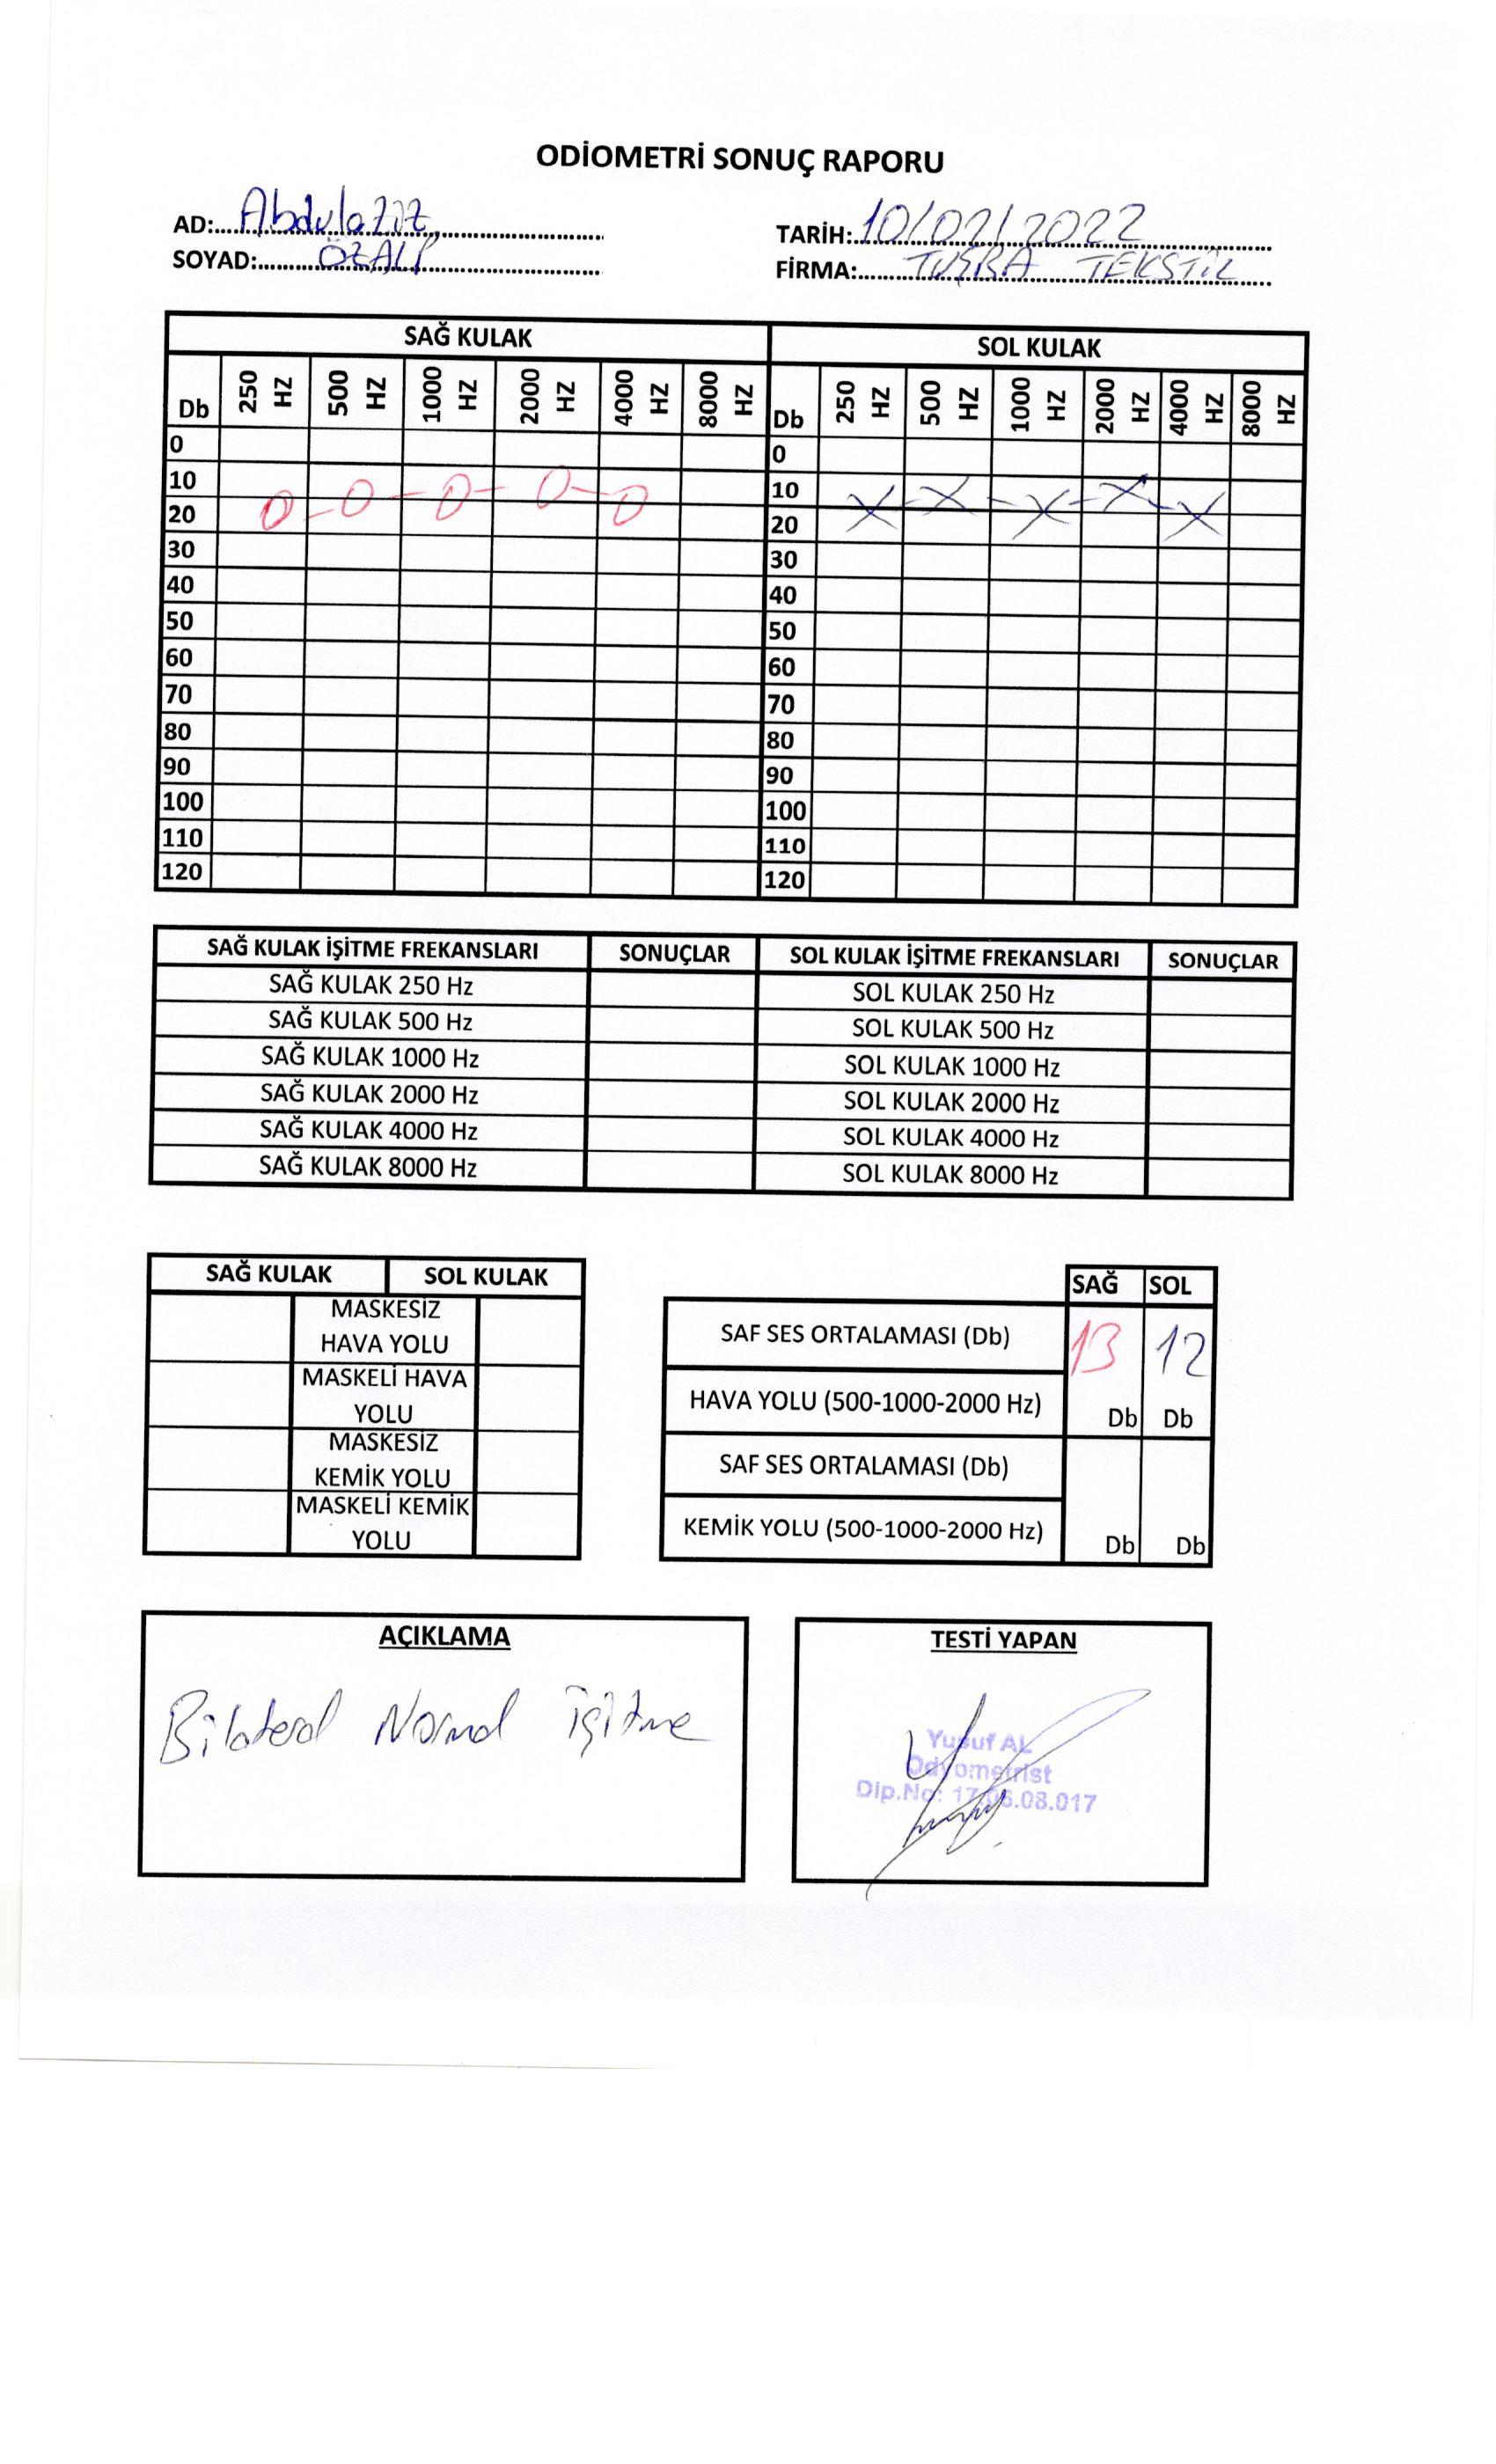 ODİOMETRİ SONUÇ RAPORU
AD: Abdulaziz
SOYAD: ÖZALP
TARİH: 10/02/2022
FİRMA: TUĞRA TEKSTİL
SAĞ KULAK SOL KULAK
Db 250 HZ 500 HZ 1000 HZ 2000 HZ 4000 HZ 8000 HZ Db 250 HZ 500 HZ 1000 HZ 2000 HZ 4000 HZ 8000 HZ
0 0
10 10
20 20
30 30
40 40
50 50
60 60
70 70
80 80
90 90
100 100
110 110
120 120
SAĞ KULAK İŞİTME FREKANSLARI SONUÇLAR SOL KULAK İŞİTME FREKANSLARI SONUÇLAR
SAĞ KULAK 250 Hz SOL KULAK 250 Hz
SAĞ KULAK 500 Hz SOL KULAK 500 Hz
SAĞ KULAK 1000 Hz SOL KULAK 1000 Hz
SAĞ KULAK 2000 Hz SOL KULAK 2000 Hz
SAĞ KULAK 4000 Hz SOL KULAK 4000 Hz
SAĞ KULAK 8000 Hz SOL KULAK 8000 Hz
SAĞ KULAK SOL KULAK
MASKESİZ
HAVA YOLU
MASKELİ HAVA
YOLU
MASKESİZ
KEMİK YOLU
MASKELİ KEMİK
YOLU
SAĞ SOL
SAF SES ORTALAMASI (Db) 13 12
HAVA YOLU (500-1000-2000 Hz) Db Db
SAF SES ORTALAMASI (Db)
KEMİK YOLU (500-1000-2000 Hz) Db Db
AÇIKLAMA
Bilateral Normal işitme
TESTİ YAPAN
Yusuf AL
Odyometrist
Dip.No: 17.06.08.017